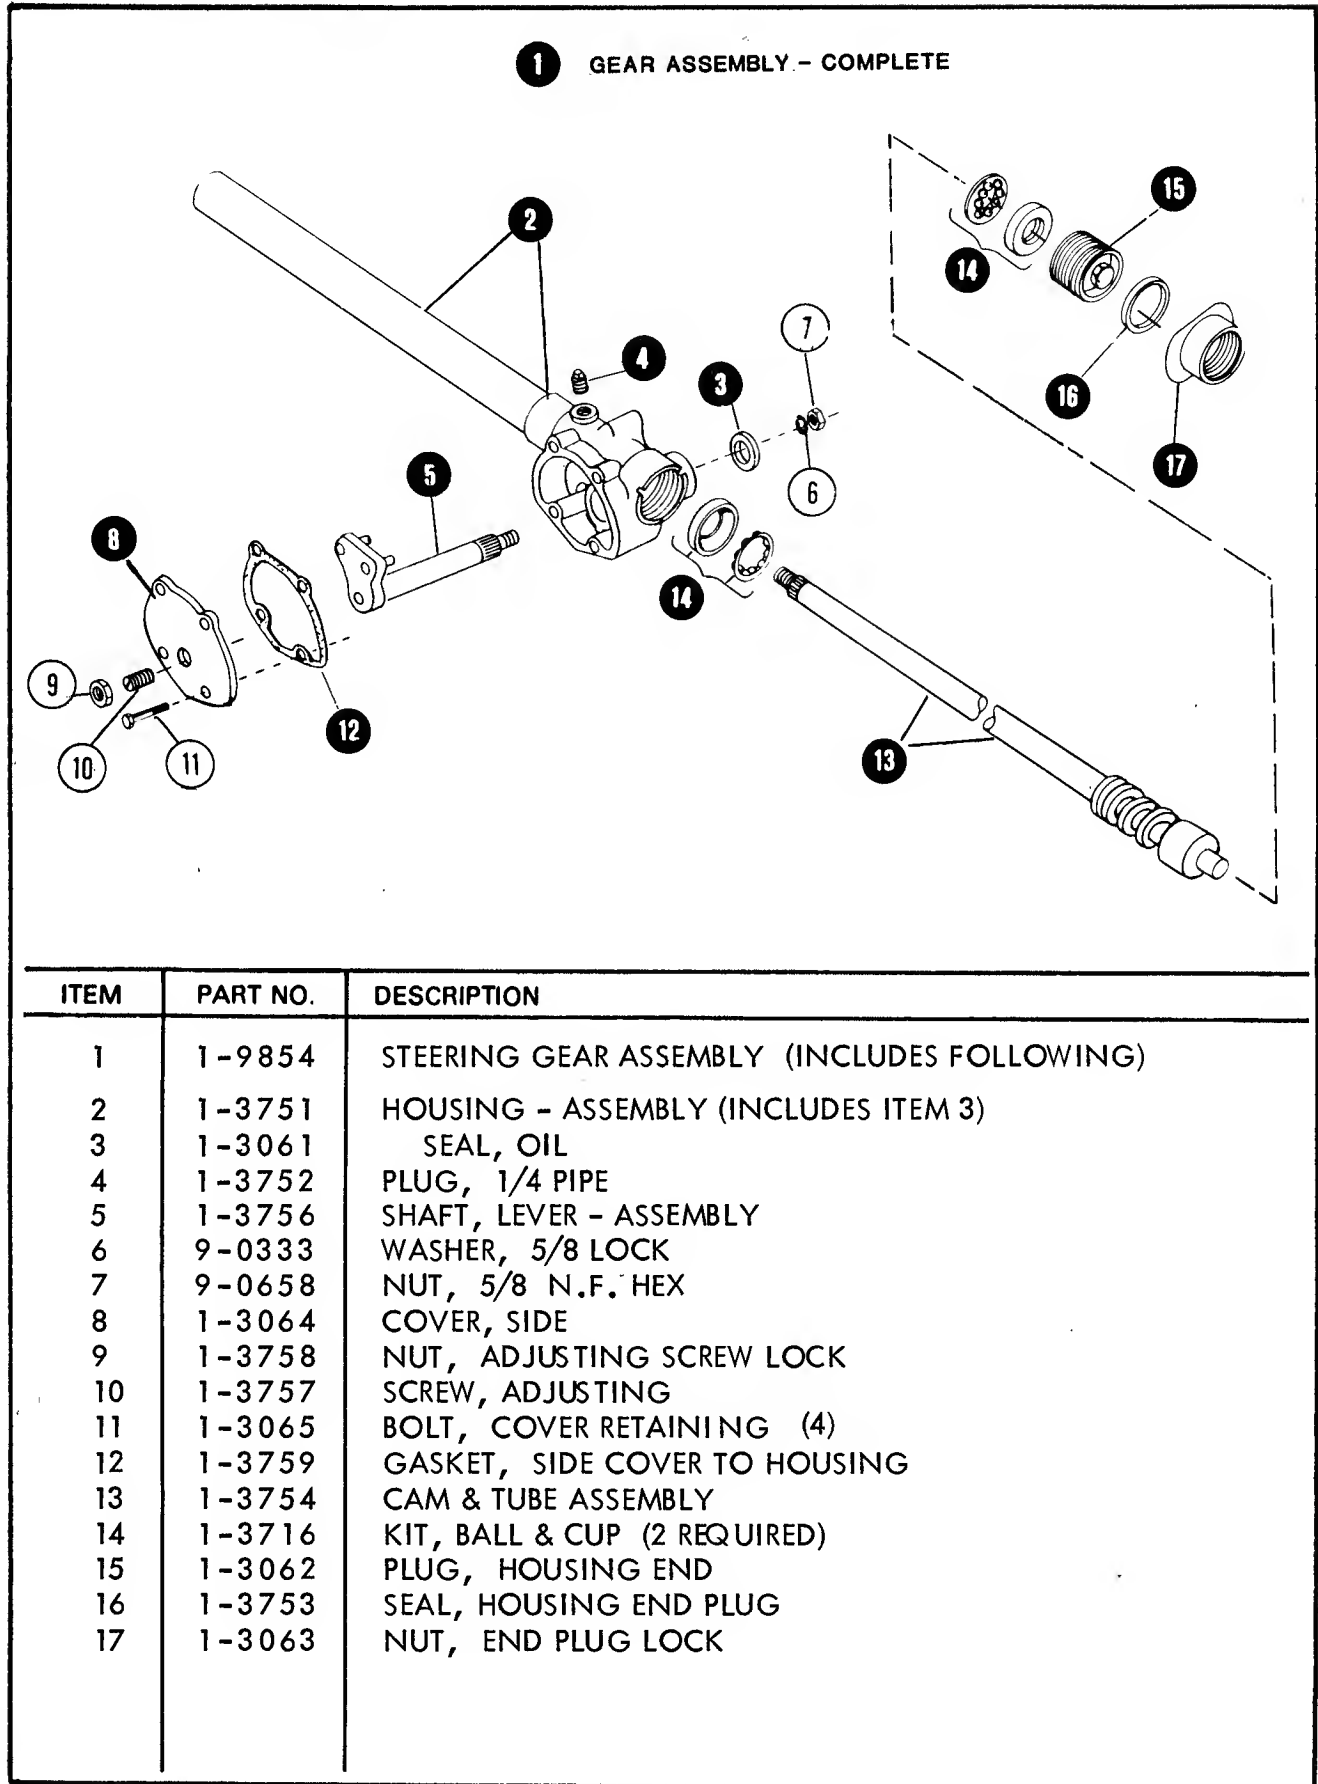 1 GEAR ASSEMBLY - COMPLETE
15
2
14
7
4
3
16
17
5
6
8
14
9
12
13
10
11
ITEM PART NO. DESCRIPTION
1 1-9854 STEERING GEAR ASSEMBLY (INCLUDES FOLLOWING)
2 1-3751 HOUSING - ASSEMBLY (INCLUDES ITEM 3)
3 1-3061 SEAL, OIL
4 1-3752 PLUG, 1/4 PIPE
5 1-3756 SHAFT, LEVER - ASSEMBLY
6 9-0333 WASHER, 5/8 LOCK
7 9-0658 NUT, 5/8 N.F. HEX
8 1-3064 COVER, SIDE
9 1-3758 NUT, ADJUSTING SCREW LOCK
10 1-3757 SCREW, ADJUSTING
11 1-3065 BOLT, COVER RETAINING (4)
12 1-3759 GASKET, SIDE COVER TO HOUSING
13 1-3754 CAM & TUBE ASSEMBLY
14 1-3716 KIT, BALL & CUP (2 REQUIRED)
15 1-3062 PLUG, HOUSING END
16 1-3753 SEAL, HOUSING END PLUG
17 1-3063 NUT, END PLUG LOCK